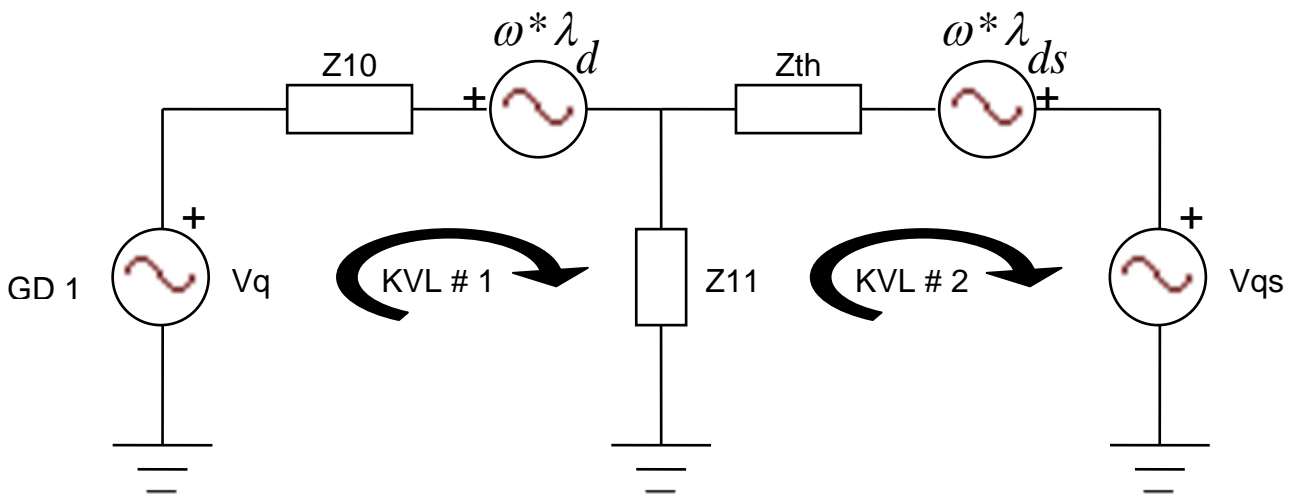 ω* λd
ω* λds
Z10
Zth
+
+
+
+
GD 1
Vq
KVL # 1
Z11
KVL # 2
Vqs